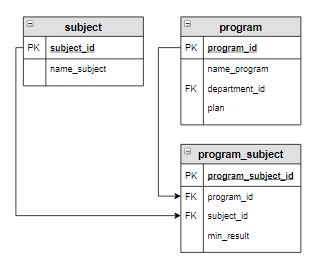 subject
PK subject_id
name_subject
program
PK program_id
name_program
FK department_id
plan
program_subject
PK program_subject_id
FK program_id
FK subject_id
min_result